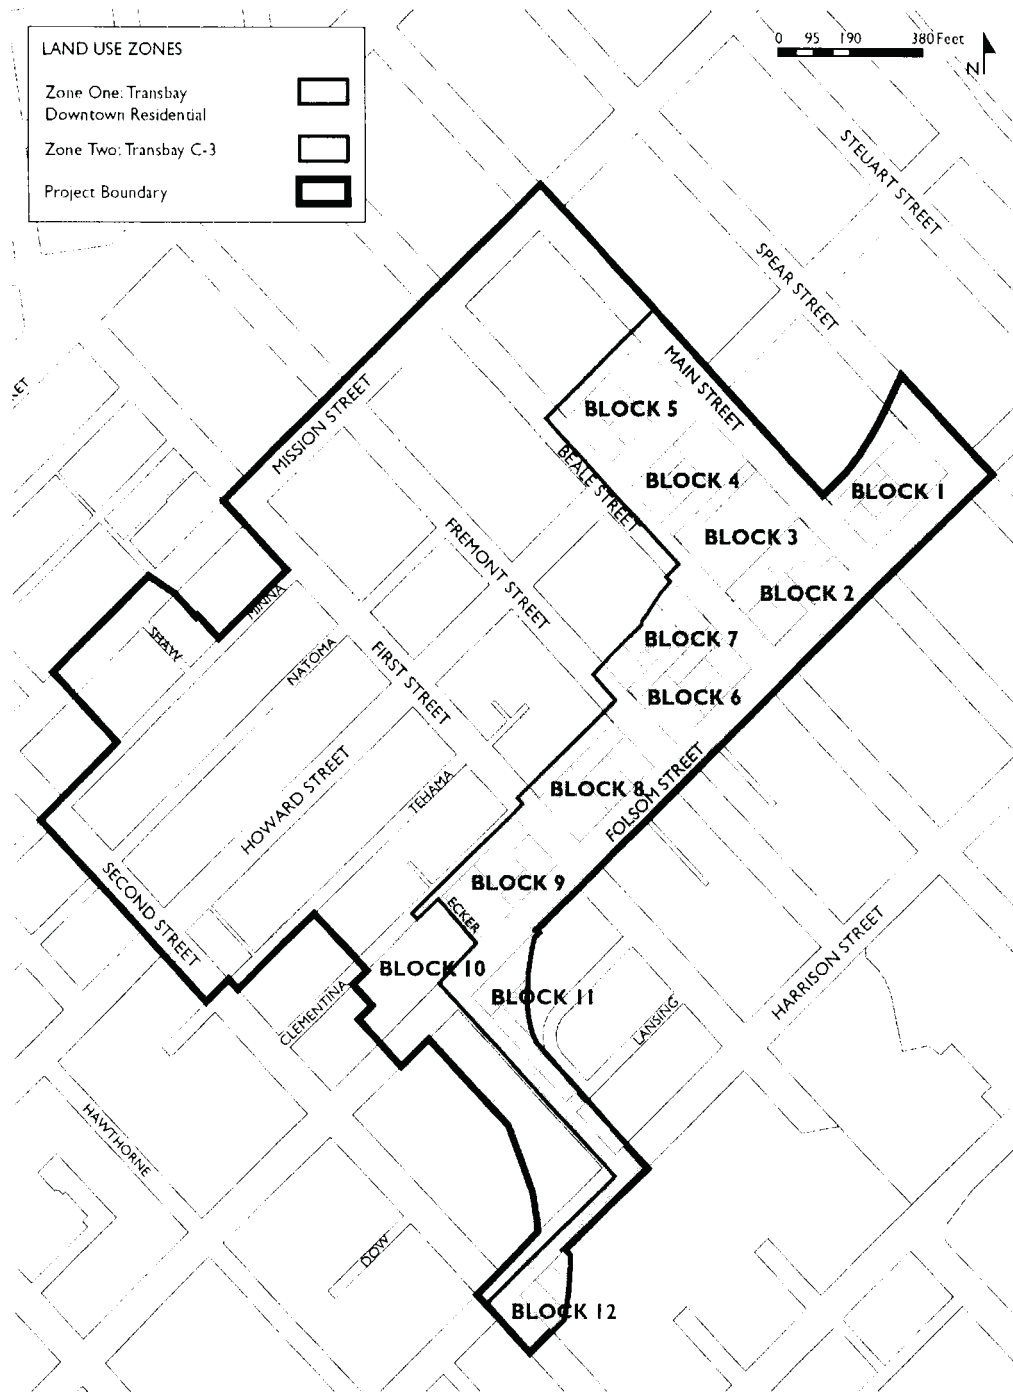 LAND USE ZONES
Zone One: Transbay
Downtown Residential
Zone Two: Transbay C-3
Project Boundary
0 95 190 380 Feet
N
STEUART STREET
SPEAR STREET
MAIN STREET
MISSION STREET
BLOCK 5
BEALE STREET
BLOCK 4
BLOCK 1
FREMONT STREET
BLOCK 3
BLOCK 2
MINNA
SHAW
NATOMA
FIRST STREET
BLOCK 7
BLOCK 6
HOWARD STREET
TEHAMA
BLOCK 8
FOLSOM STREET
SECOND STREET
BLOCK 9
ECKER
BLOCK 10
BLOCK 11
CLEMENTINA
LANSING
HARRISON STREET
HAWTHORNE
DOW
BLOCK 12